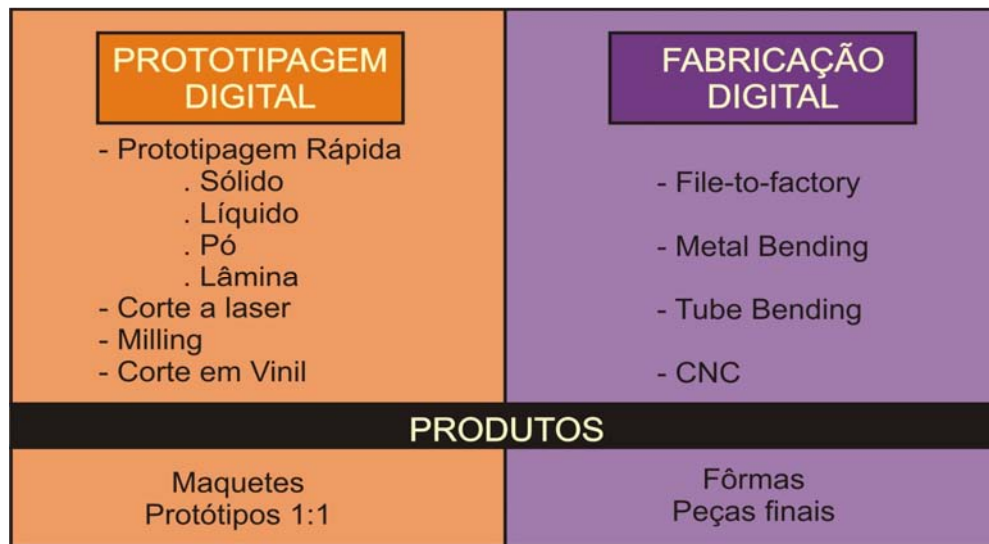 PROTOTIPAGEM
DIGITAL
- Prototipagem Rápida
. Sólido
. Líquido
. Pó
. Lâmina
- Corte a laser
- Milling
- Corte em Vinil
FABRICAÇÃO
DIGITAL
- File-to-factory
- Metal Bending
- Tube Bending
- CNC
PRODUTOS
Maquetes
Protótipos 1:1
Fôrmas
Peças finais